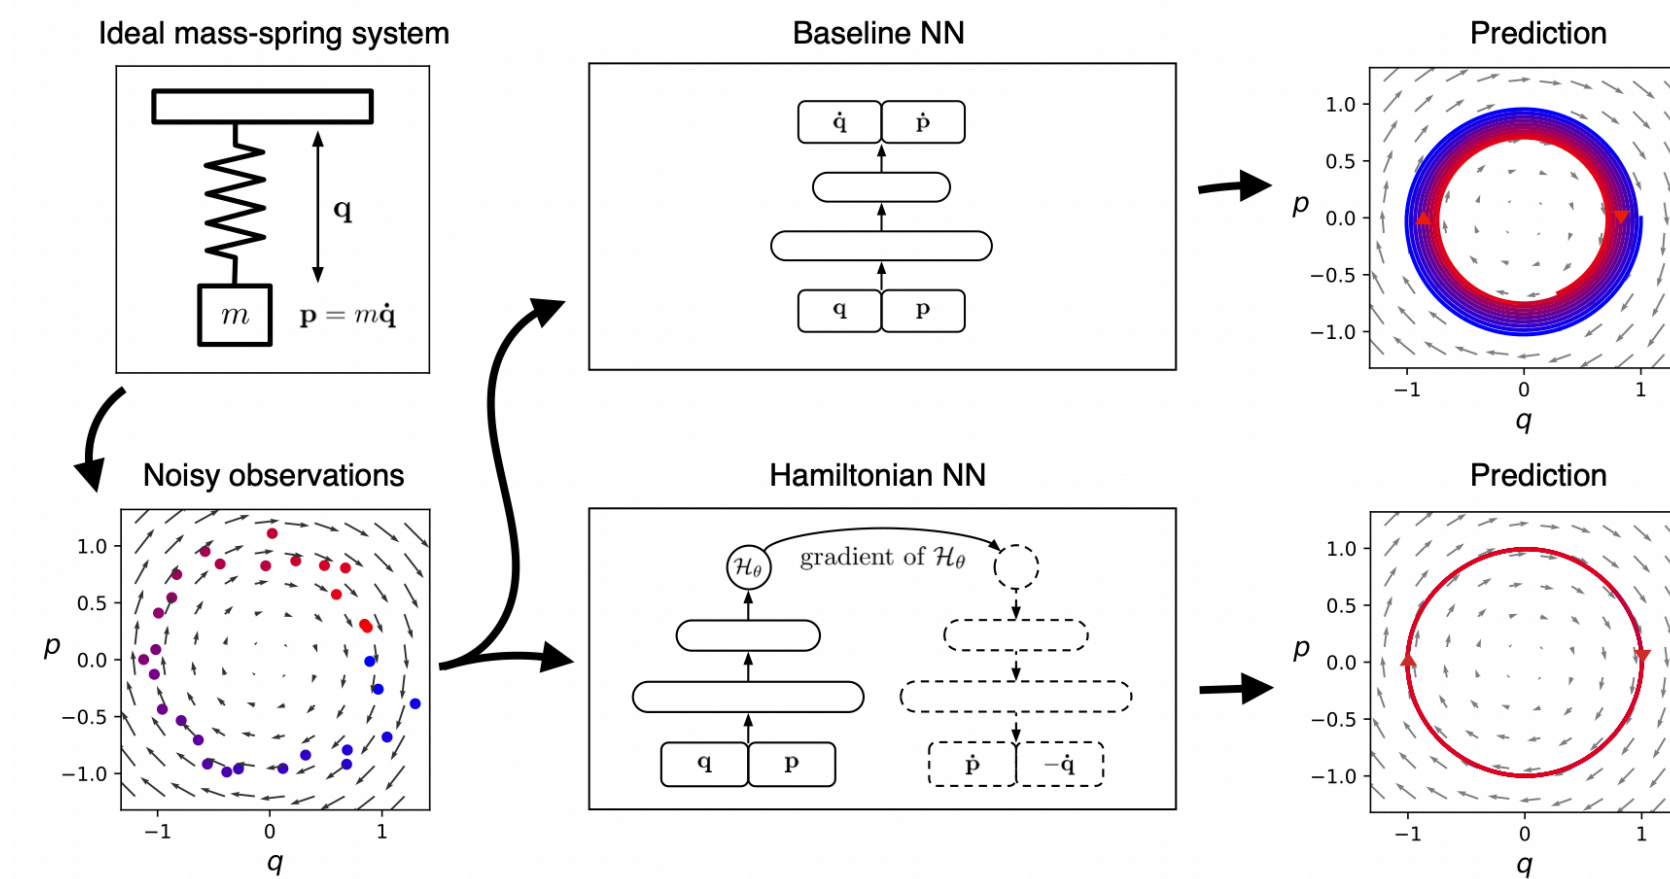 Ideal mass-spring system
q
m
p = mq̇
Baseline NN
q̇ ṗ
q p
Prediction
p
1.0
0.5
0.0
−0.5
−1.0
−1 0 1
q
Noisy observations
p
1.0
0.5
0.0
−0.5
−1.0
−1 0 1
q
Hamiltonian NN
ℋθ
gradient of ℋθ
q p
ṗ −q̇
Prediction
p
1.0
0.5
0.0
−0.5
−1.0
−1 0 1
q